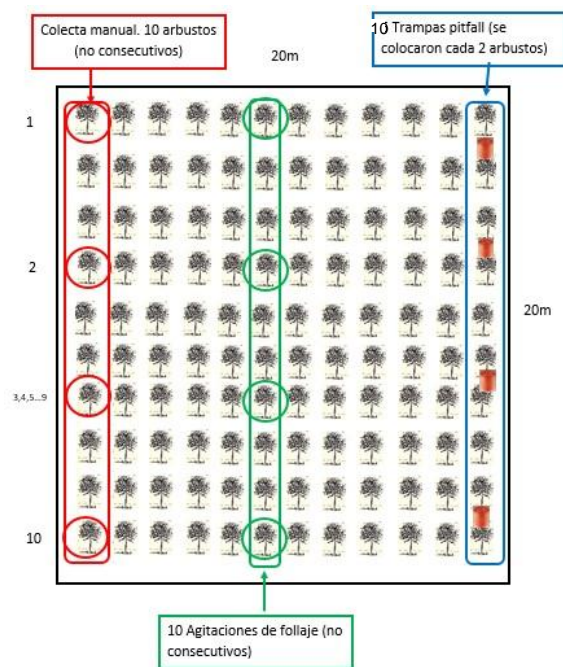 Colecta manual. 10 arbustos
(no consecutivos)
20m
10 Trampas pitfall (se
colocaron cada 2 arbustos)
1
2
20m
3,4,5...9
10
10 Agitaciones de follaje (no
consecutivos)